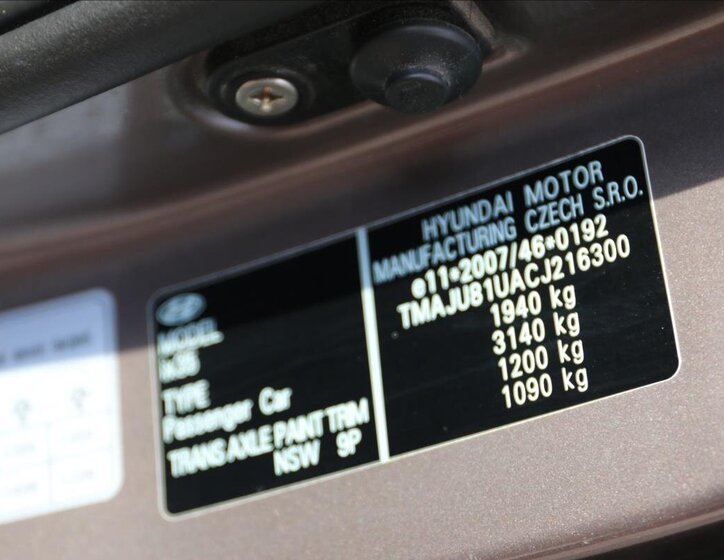 HYUNDAI MOTOR
MANUFACTURING CZECH S.R.O.
e11*2007/46*0192
TMAJU81UACJ216300
1940 kg
3140 kg
1200 kg
1090 kg
MODEL
ix35
TYPE
Passenger Car
TRANS AXLE PAINT TRIM
NSW 9P